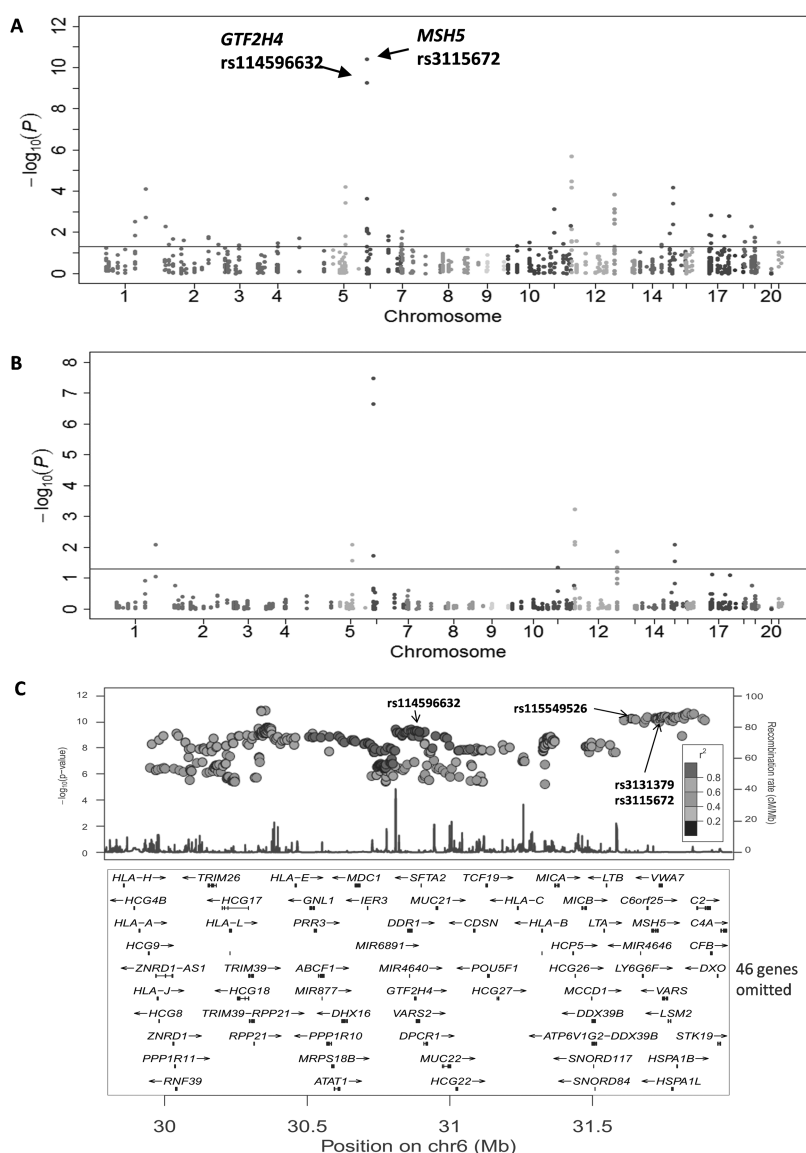 A
GTF2H4
rs114596632
MSH5
rs3115672
12
10
8
6
4
2
0
−log10(P)
1 2 3 4 5 7 8 9 10 12 14 17 20
Chromosome
B
8
7
6
5
4
3
2
1
0
−log10(P)
1 2 3 4 5 7 8 9 10 12 14 17 20
Chromosome
C
12
10
8
6
4
2
0
−log10(p−value)
100
80
60
40
20
0
Recombination rate (cM/Mb)
rs114596632
rs115549526
rs3131379
rs3115672
r2
0.8
0.6
0.4
0.2
HLA−H→ ←TRIM26 HLA−E→ ←MDC1 ←SFTA2 TCF19→ MICA→ LTB→ ←VWA7
←HCG4B ←HCG17 ←GNL1 ←IER3 MUC21→ ←HLA−C MICB→ C6orf25→ C2→
HLA−A→ ←HLA−L PRR3→ DDR1→ ←CDSN ←HLA−B LTA→ MSH5→ C4A→
HCG9→ MIR6891 HCP5→ ←MIR4646 CFB→
←ZNRD1−AS1 TRIM39→ ABCF1→ MIR4640→ ←POU5F1 HCG26→ LY6G6F→ ←DXO
HLA−J→ ←HCG18 MIR877→ GTF2H4→ HCG27→ MCCD1→ ←VARS
←HCG8 TRIM39−RPP21→ ←DHX16 VARS2→ ←DDX39B ←LSM2
ZNRD1→ RPP21→ ←PPP1R10 DPCR1→ ←ATP6V1G2−DDX39B STK19→
PPP1R11→ MRPS18B→ MUC22→ ←SNORD117 HSPA1B→
←RNF39 ATAT1→ HCG22→ ←SNORD84 ←HSPA1L
46 genes
omitted
30 30.5 31 31.5
Position on chr6 (Mb)